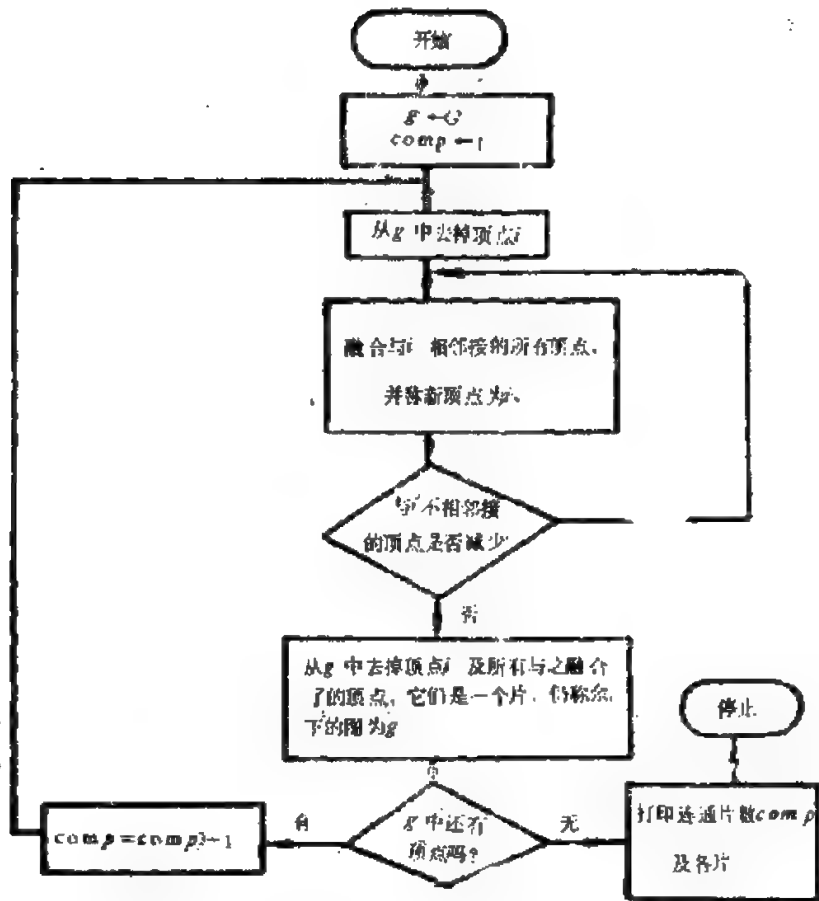 开始
g ←G
comp ←1
从g 中去掉顶点i
融合与i 相邻接的所有顶点,
并称新顶点为i,
与i 不相邻接
的顶点是否减少
否
从g 中去掉顶点i 及所有与之融合
了的顶点, 它们是一个片, 仍称余
下的图为g
停止
g 中还有
顶点吗?
有
无
comp=comp+1
打印连通片数comp
及各片